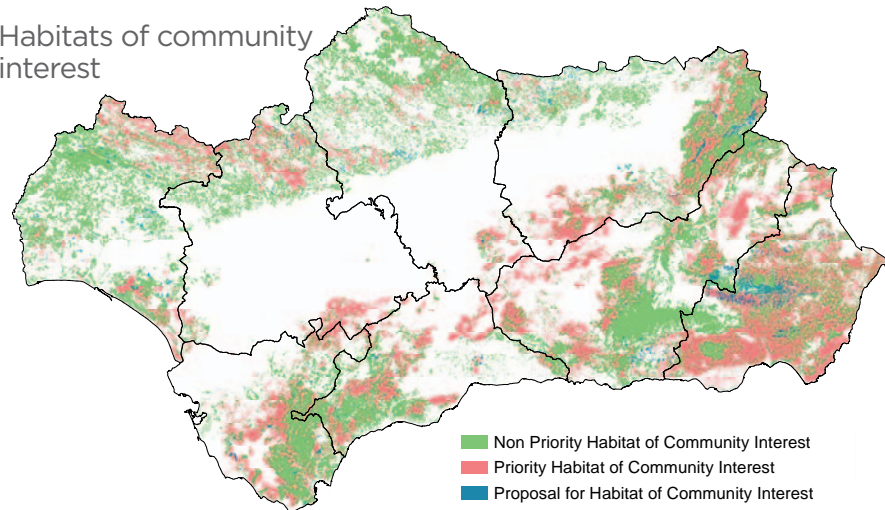 Habitats of community
interest
Non Priority Habitat of Community Interest
Priority Habitat of Community Interest
Proposal for Habitat of Community Interest